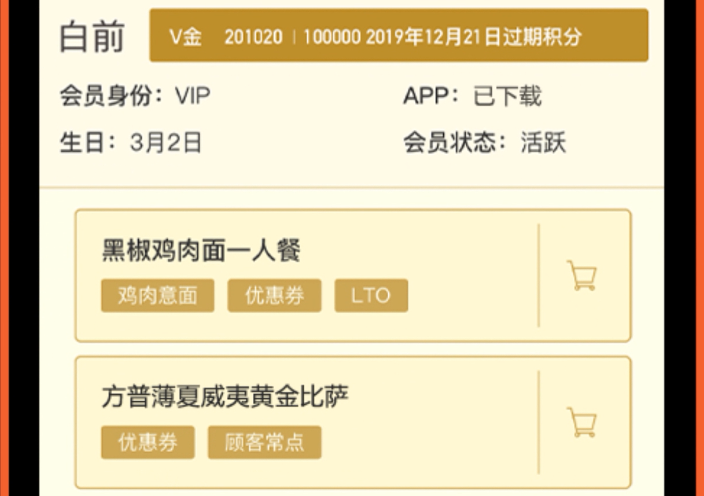 白前 V金 201020 | 100000 2019年12月21日过期积分
会员身份：VIP APP：已下载
生日：3月2日 会员状态：活跃
黑椒鸡肉面一人餐
鸡肉意面 优惠券 LTO
方普薄夏威夷黄金比萨
优惠券 顾客常点